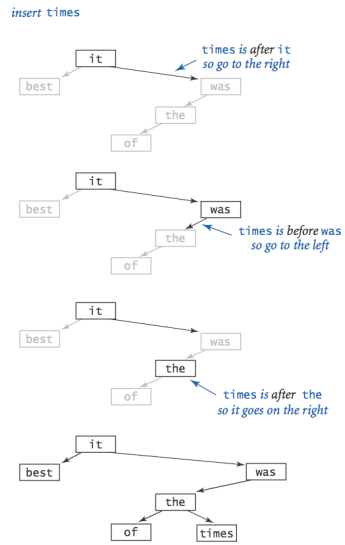 insert times
it
times is after it
so go to the right
best
was
the
of
it
best
was
times is before was
so go to the left
the
of
it
best
was
the
of
times is after the
so it goes on the right
it
best
was
the
of
times